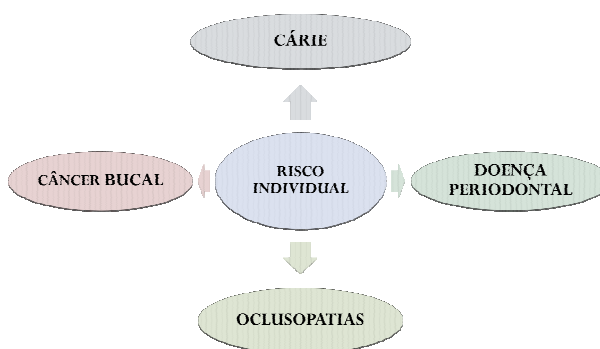 CÁRIE
CÂNCER BUCAL
RISCO
INDIVIDUAL
DOENÇA
PERIODONTAL
OCLUSOPATIAS